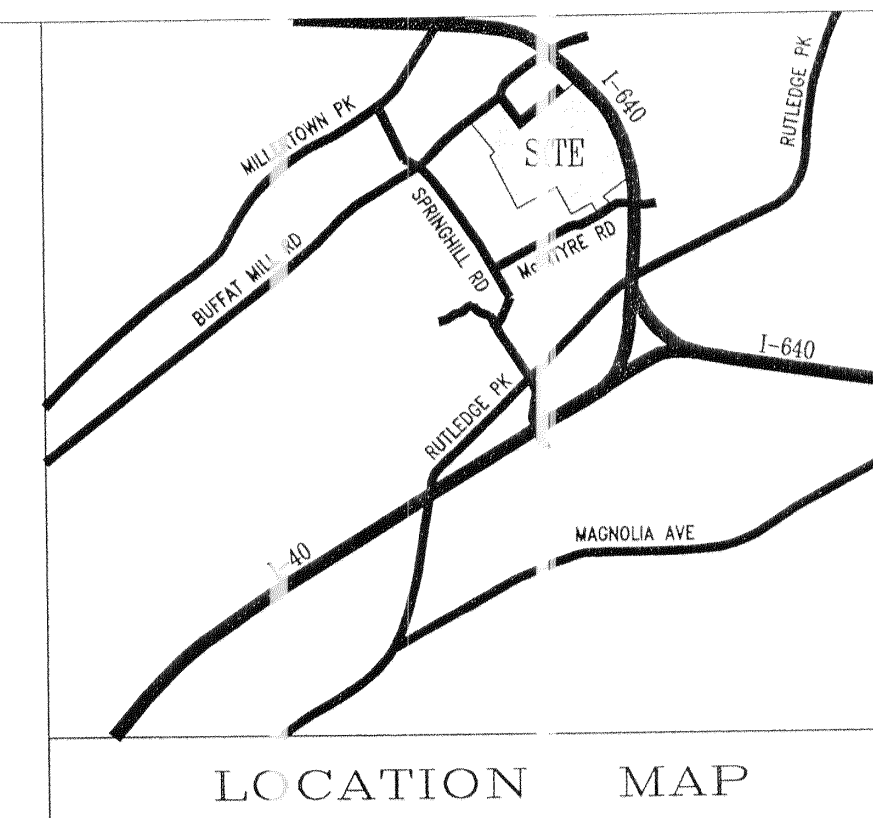 RUTLEDGE PK
I-640
MILLERTOWN PK
SITE
SPRINGHILL RD
McINTYRE RD
BUFFAT MILL RD
I-640
RUTLEDGE PK
MAGNOLIA AVE
I-40
LOCATION MAP